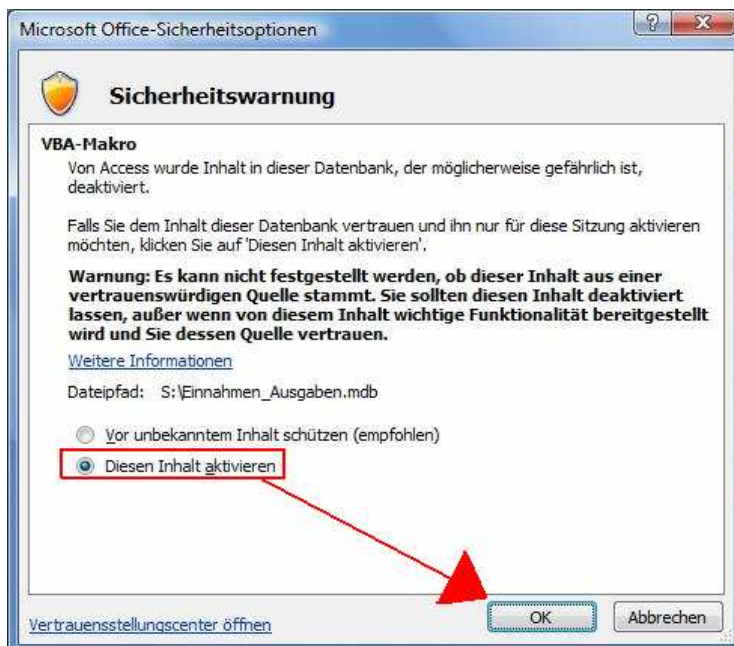 Microsoft Office-Sicherheitsoptionen
Sicherheitswarnung
VBA-Makro
Von Access wurde Inhalt in dieser Datenbank, der möglicherweise gefährlich ist,
deaktiviert.
Falls Sie dem Inhalt dieser Datenbank vertrauen und ihn nur für diese Sitzung aktivieren
möchten, klicken Sie auf 'Diesen Inhalt aktivieren'.
Warnung: Es kann nicht festgestellt werden, ob dieser Inhalt aus einer
vertrauenswürdigen Quelle stammt. Sie sollten diesen Inhalt deaktiviert
lassen, außer wenn von diesem Inhalt wichtige Funktionalität bereitgestellt
wird und Sie dessen Quelle vertrauen.
Weitere Informationen
Dateipfad: S:\Einnahmen_Ausgaben.mdb
Vor unbekanntem Inhalt schützen (empfohlen)
Diesen Inhalt aktivieren
Vertrauensstellungscenter öffnen
OK
Abbrechen